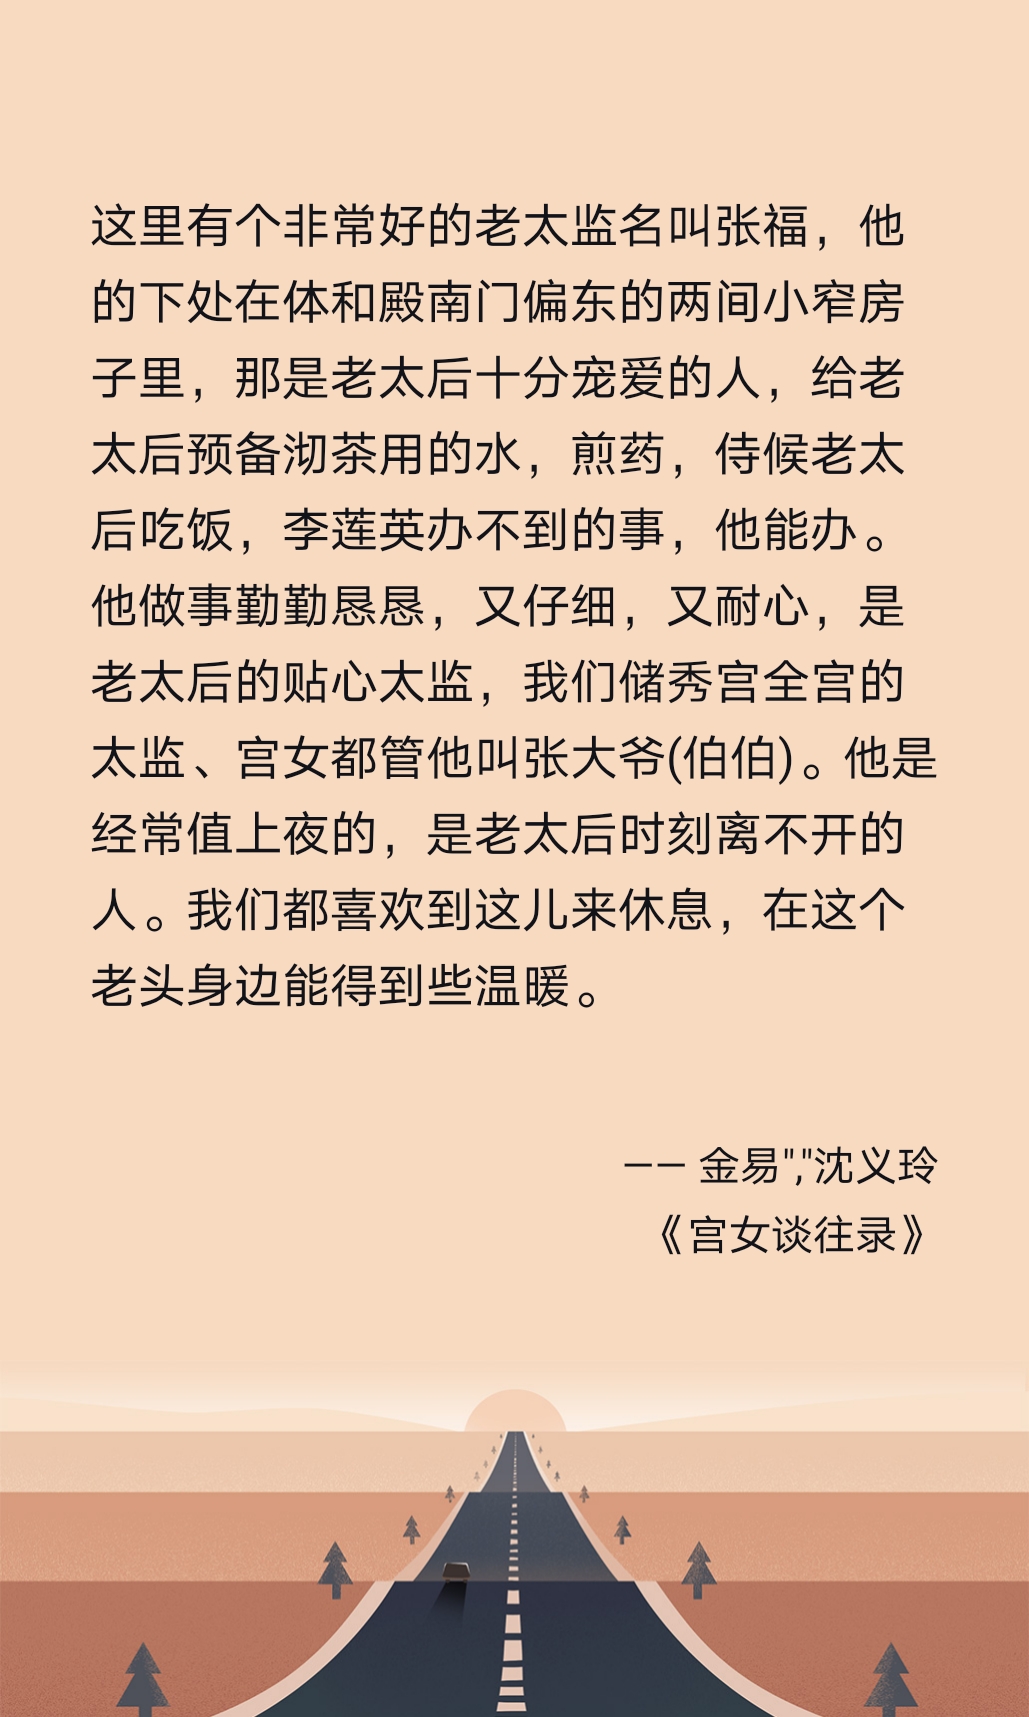 这里有个非常好的老太监名叫张福，他
的下处在体和殿南门偏东的两间小窄房
子里，那是老太后十分宠爱的人，给老
太后预备沏茶用的水，煎药，侍候老太
后吃饭，李莲英办不到的事，他能办。
他做事勤勤恳恳，又仔细，又耐心，是
老太后的贴心太监，我们储秀宫全宫的
太监、宫女都管他叫张大爷(伯伯)。他是
经常值上夜的，是老太后时刻离不开的
人。我们都喜欢到这儿来休息，在这个
老头身边能得到些温暖。
—— 金易","沈义玲
《宫女谈往录》